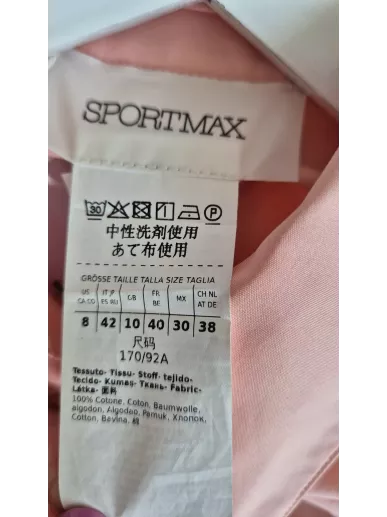 SPORTMAX
30 P
中性洗剤使用
あて布使用
GRÖSSE TAILLE TALLA SIZE TAGLIA
US CA CO IT JP ES RU GB FR BE MX CH NL AT DE
8 42 10 40 30 38
尺码
170/92A
Tessuto- Tissu- Stoff- tejido-
Tecido- Kumaş- Ткань- Fabric-
Látka- 面料
100% Cotone, Coton, Baumwolle,
algodon, Algodao, Pamuk, Хлопок,
Cotton, Bavlna, 棉